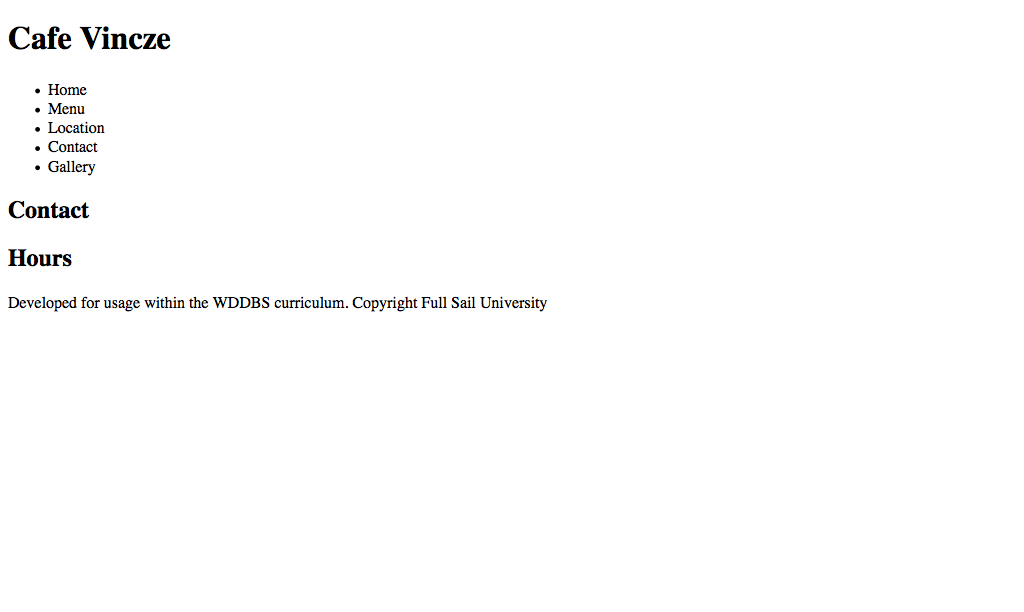 Cafe Vincze
Home
Menu
Location
Contact
Gallery
Contact
Hours
Developed for usage within the WDDBS curriculum. Copyright Full Sail University